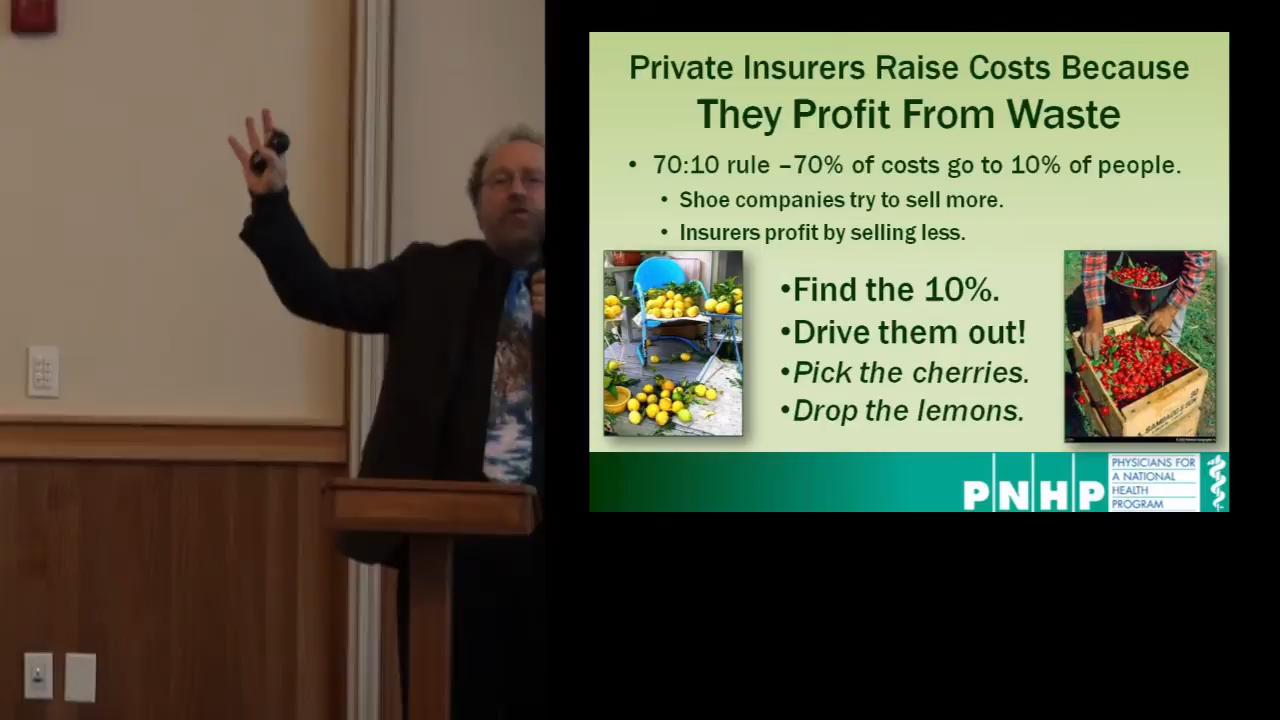 Private Insurers Raise Costs Because
They Profit From Waste
• 70:10 rule –70% of costs go to 10% of people.
• Shoe companies try to sell more.
• Insurers profit by selling less.
•Find the 10%.
•Drive them out!
•Pick the cherries.
•Drop the lemons.
PNHP
PHYSICIANS FOR
A NATIONAL
HEALTH
PROGRAM